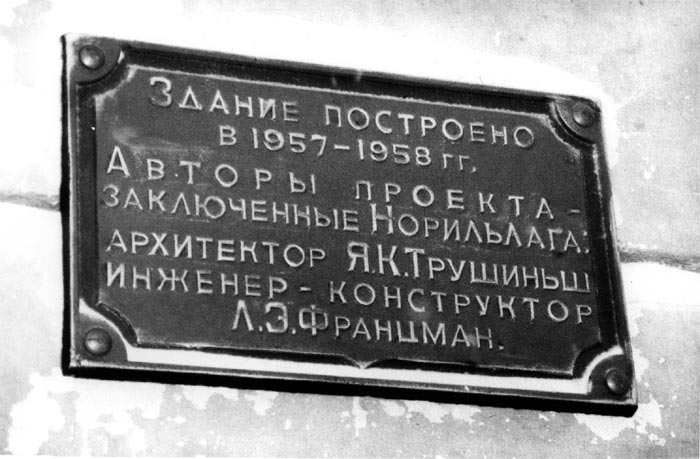 Здание построено
в 1957-1958 гг.
Авторы проекта -
заключенные Норильлага:
архитектор Я.К.Трушиньш
инженер-конструктор
Л.Э.Францман.